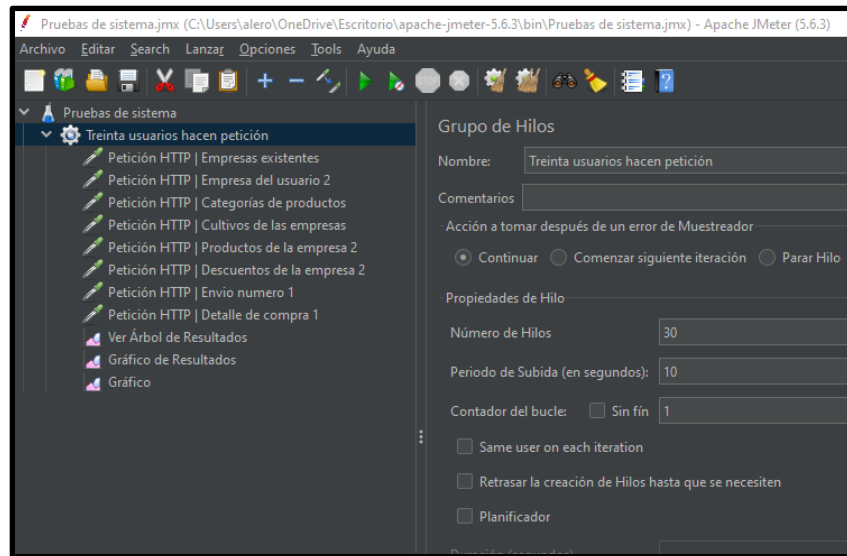 Pruebas de sistema.jmx (C:\Users\alero\OneDrive\Escritorio\apache-jmeter-5.6.3\bin\Pruebas de sistema.jmx) - Apache JMeter (5.6.3)
Archivo Editar Search Lanzar Opciones Tools Ayuda
STOP
Pruebas de sistema
Treinta usuarios hacen petición
Petición HTTP | Empresas existentes
Petición HTTP | Empresa del usuario 2
Petición HTTP | Categorías de productos
Petición HTTP | Cultivos de las empresas
Petición HTTP | Productos de la empresa 2
Petición HTTP | Descuentos de la empresa 2
Petición HTTP | Envio numero 1
Petición HTTP | Detalle de compra 1
Ver Árbol de Resultados
Gráfico de Resultados
Gráfico
Grupo de Hilos
Nombre: Treinta usuarios hacen petición
Comentarios
Acción a tomar después de un error de Muestreador
Continuar Comenzar siguiente iteración Parar Hilo
Propiedades de Hilo
Número de Hilos 30
Periodo de Subida (en segundos): 10
Contador del bucle: Sin fín 1
Same user on each iteration
Retrasar la creación de Hilos hasta que se necesiten
Planificador
Duración (segundos)